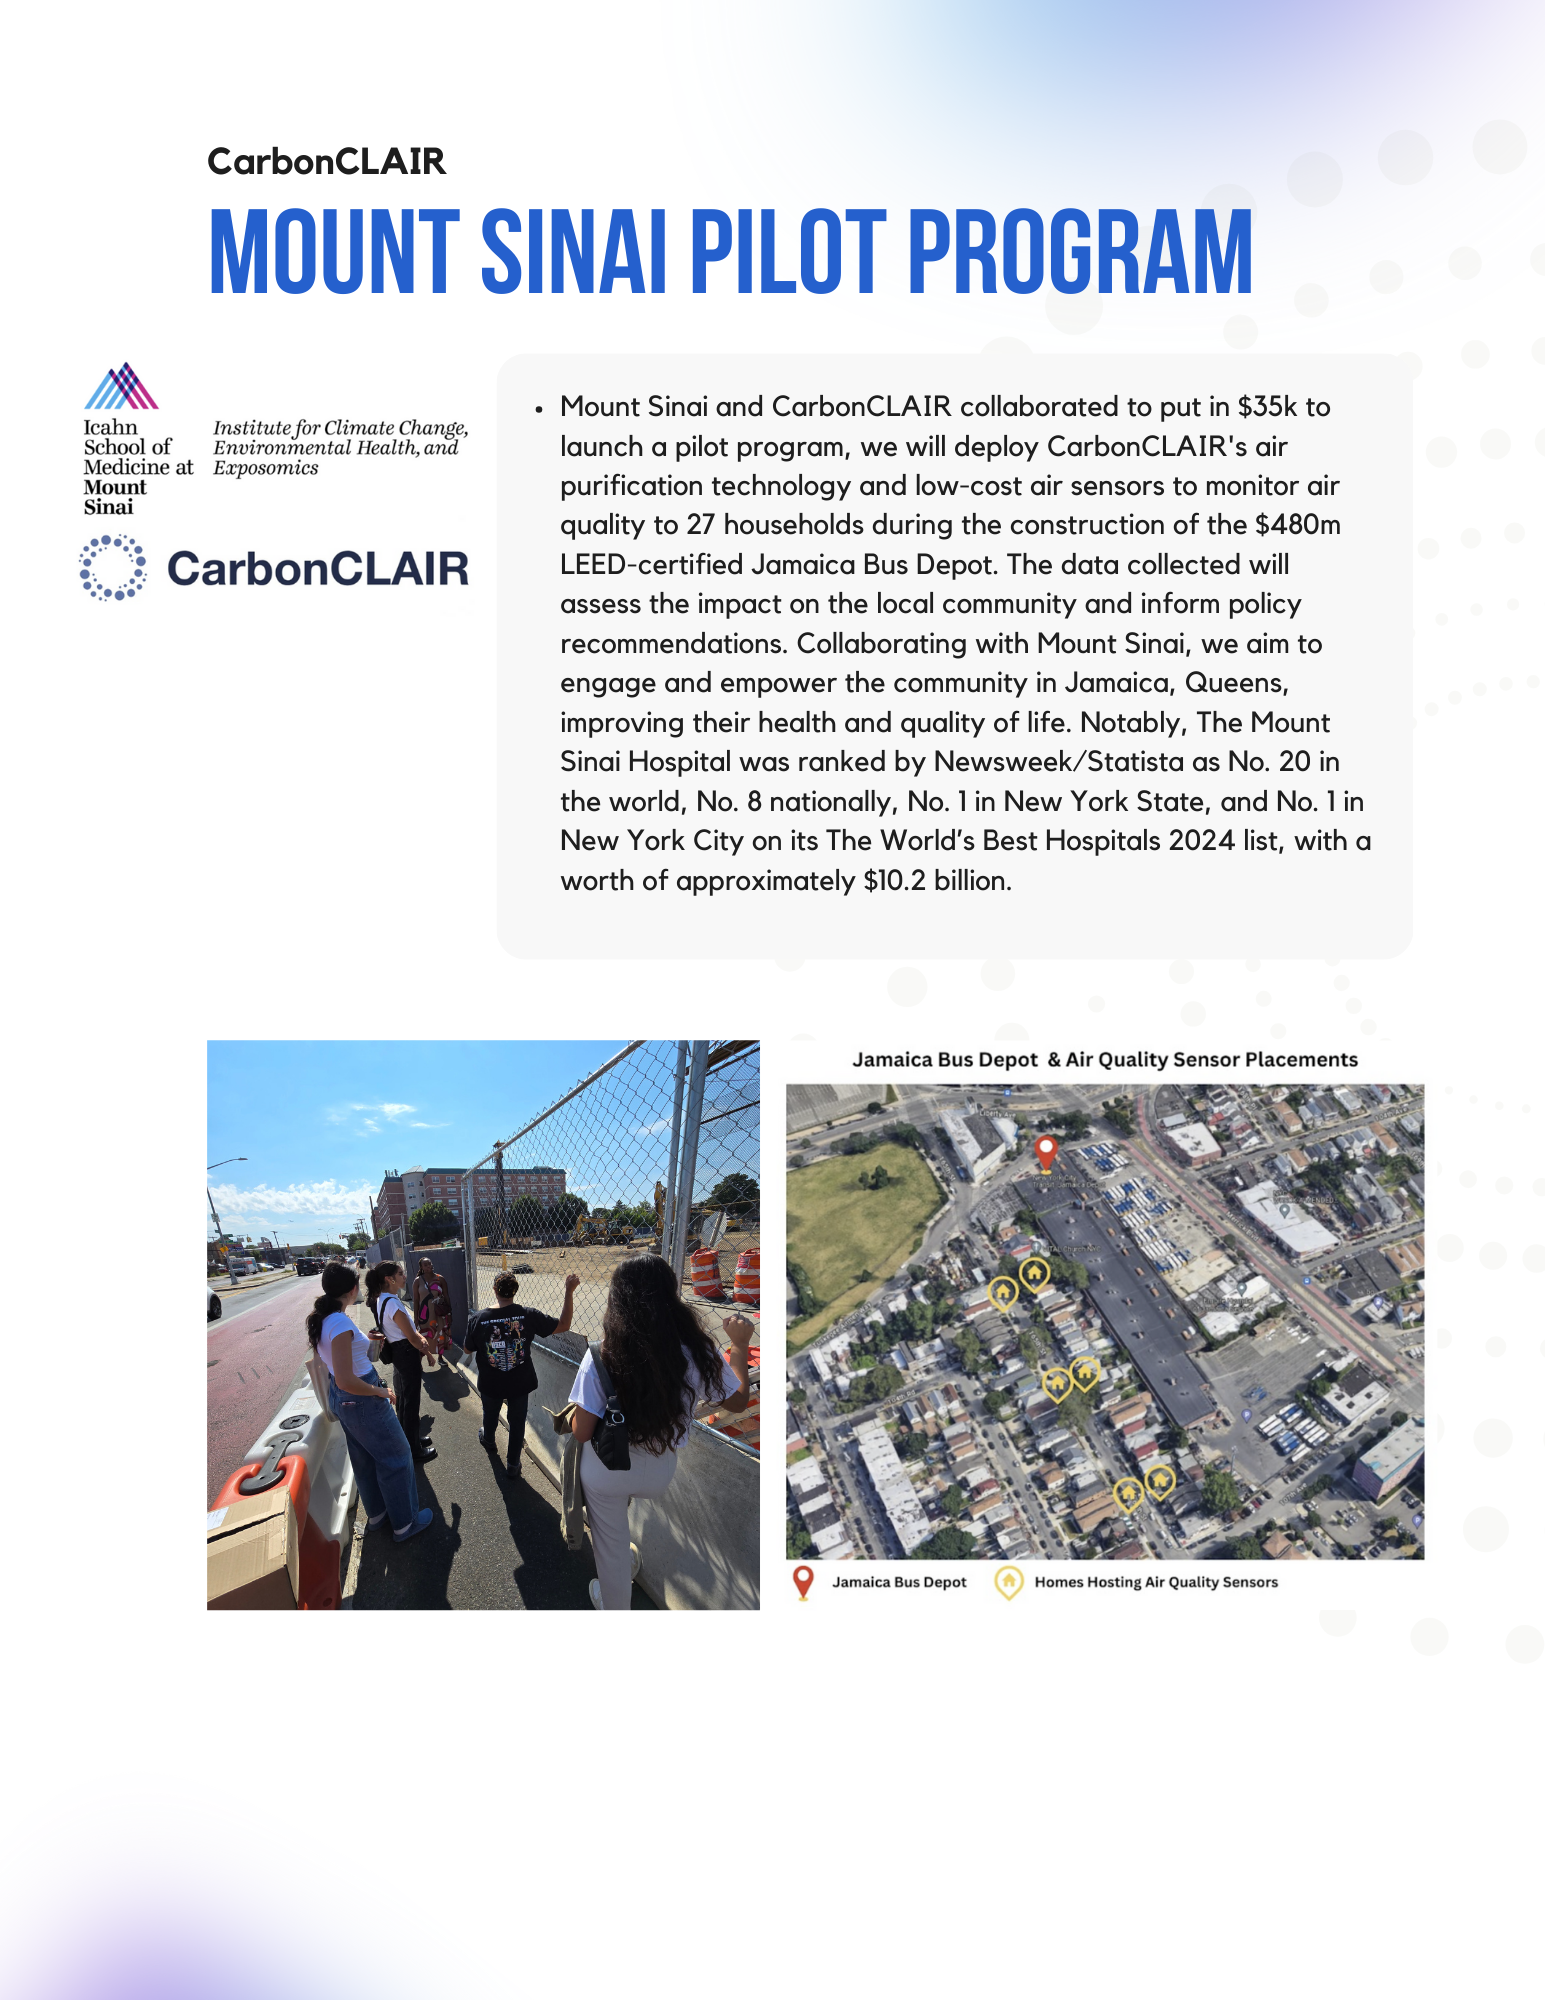 CarbonCLAIR
MOUNT SINAI PILOT PROGRAM
Icahn
School of
Medicine at
Mount
Sinai
Institute for Climate Change,
Environmental Health, and
Exposomics
CarbonCLAIR
• Mount Sinai and CarbonCLAIR collaborated to put in $35k to
launch a pilot program, we will deploy CarbonCLAIR's air
purification technology and low-cost air sensors to monitor air
quality to 27 households during the construction of the $480m
LEED-certified Jamaica Bus Depot. The data collected will
assess the impact on the local community and inform policy
recommendations. Collaborating with Mount Sinai, we aim to
engage and empower the community in Jamaica, Queens,
improving their health and quality of life. Notably, The Mount
Sinai Hospital was ranked by Newsweek/Statista as No. 20 in
the world, No. 8 nationally, No. 1 in New York State, and No. 1 in
New York City on its The World’s Best Hospitals 2024 list, with a
worth of approximately $10.2 billion.
Jamaica Bus Depot & Air Quality Sensor Placements
Liberty Ave
New York City
Transit Jamaica Dep
Jamaica Bus Depot
Homes Hosting Air Quality Sensors